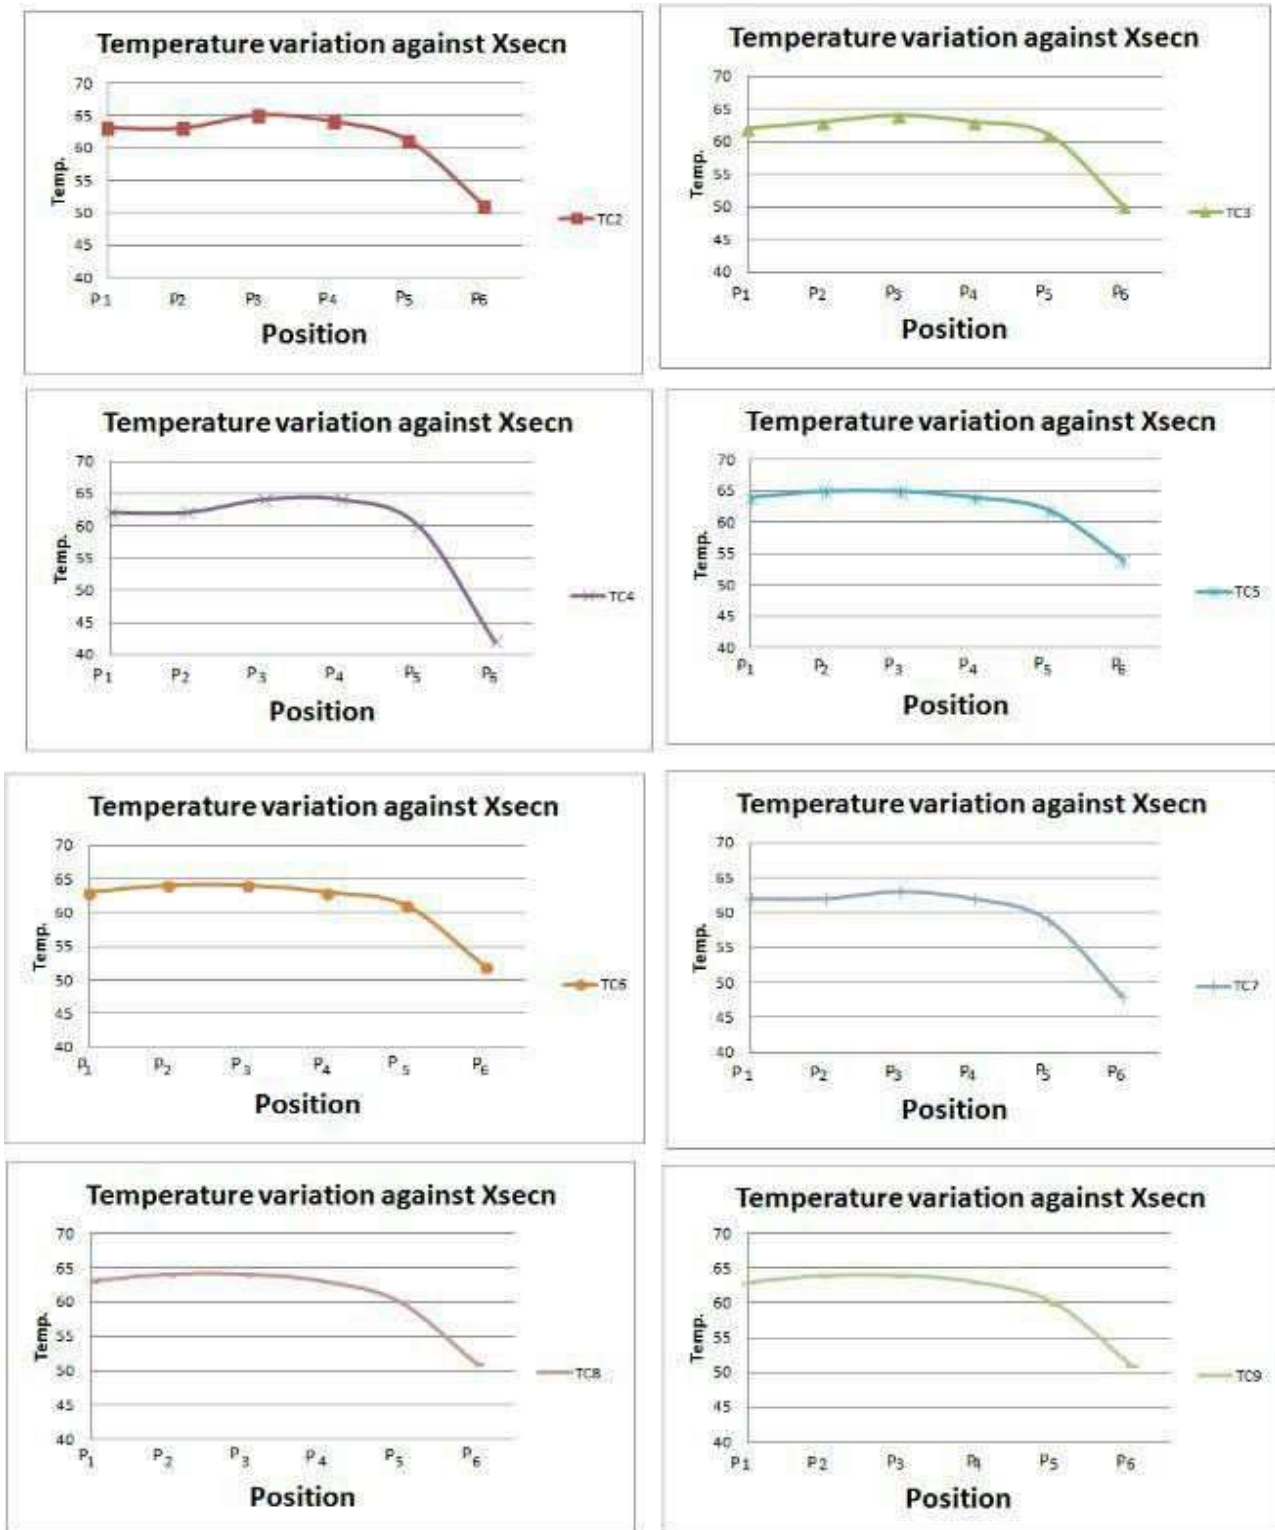 Temperature variation against Xsecn
70
65
60
55
50
45
40
Temp.
P1 P2 P3 P4 P5 P6
Position
TC2
Temperature variation against Xsecn
70
65
60
55
50
45
40
Temp.
P1 P2 P3 P4 P5 P6
Position
TC3
Temperature variation against Xsecn
70
65
60
55
50
45
40
Temp.
P1 P2 P3 P4 P5 P6
Position
TC4
Temperature variation against Xsecn
70
65
60
55
50
45
40
Temp.
P1 P2 P3 P4 P5 P6
Position
TC5
Temperature variation against Xsecn
70
65
60
55
50
45
40
Temp.
P1 P2 P3 P4 P5 P6
Position
TC6
Temperature variation against Xsecn
70
65
60
55
50
45
40
Temp.
P1 P2 P3 P4 P5 P6
Position
TC7
Temperature variation against Xsecn
70
65
60
55
50
45
40
Temp.
P1 P2 P3 P4 P5 P6
Position
TC8
Temperature variation against Xsecn
70
65
60
55
50
45
40
Temp.
P1 P2 P3 P4 P5 P6
Position
TC9